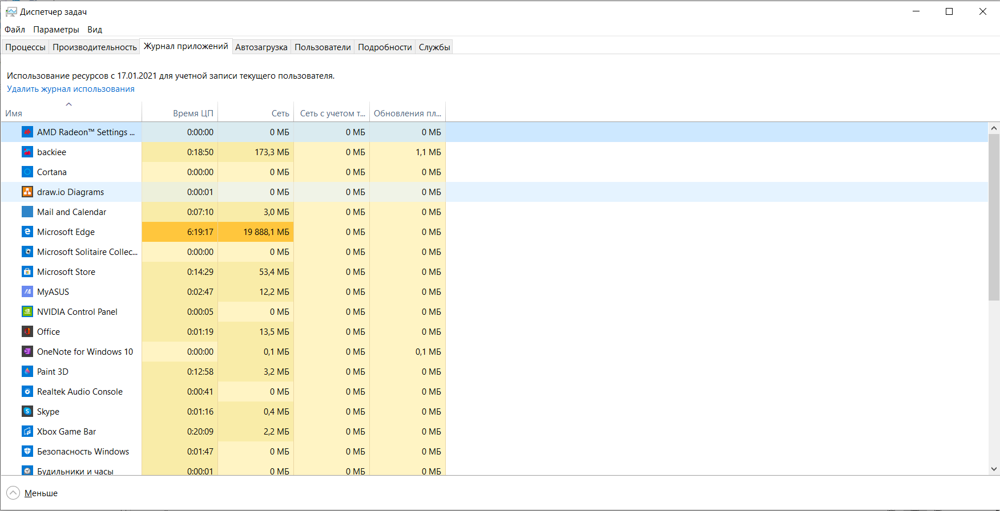 Диспетчер задач
Файл Параметры Вид
Процессы Производительность Журнал приложений Автозагрузка Пользователи Подробности Службы
Использование ресурсов с 17.01.2021 для учетной записи текущего пользователя.
Удалить журнал использования
Имя Время ЦП Сеть Сеть с учетом т... Обновления пл...
AMD Radeon™ Settings ... 0:00:00 0 МБ 0 МБ 0 МБ
backiee 0:18:50 173,3 МБ 0 МБ 1,1 МБ
Cortana 0:00:00 0 МБ 0 МБ 0 МБ
draw.io Diagrams 0:00:01 0 МБ 0 МБ 0 МБ
Mail and Calendar 0:07:10 3,0 МБ 0 МБ 0 МБ
Microsoft Edge 6:19:17 19 888,1 МБ 0 МБ 0 МБ
Microsoft Solitaire Collec... 0:00:00 0 МБ 0 МБ 0 МБ
Microsoft Store 0:14:29 53,4 МБ 0 МБ 0 МБ
MyASUS 0:02:47 12,2 МБ 0 МБ 0 МБ
NVIDIA Control Panel 0:00:05 0 МБ 0 МБ 0 МБ
Office 0:01:19 13,5 МБ 0 МБ 0 МБ
OneNote for Windows 10 0:00:00 0,1 МБ 0 МБ 0,1 МБ
Paint 3D 0:12:58 3,2 МБ 0 МБ 0 МБ
Realtek Audio Console 0:00:41 0 МБ 0 МБ 0 МБ
Skype 0:01:16 0,4 МБ 0 МБ 0 МБ
Xbox Game Bar 0:20:09 2,2 МБ 0 МБ 0 МБ
Безопасность Windows 0:01:47 0 МБ 0 МБ 0 МБ
Будильники и часы 0:00:01 0 МБ 0 МБ 0 МБ
Меньше